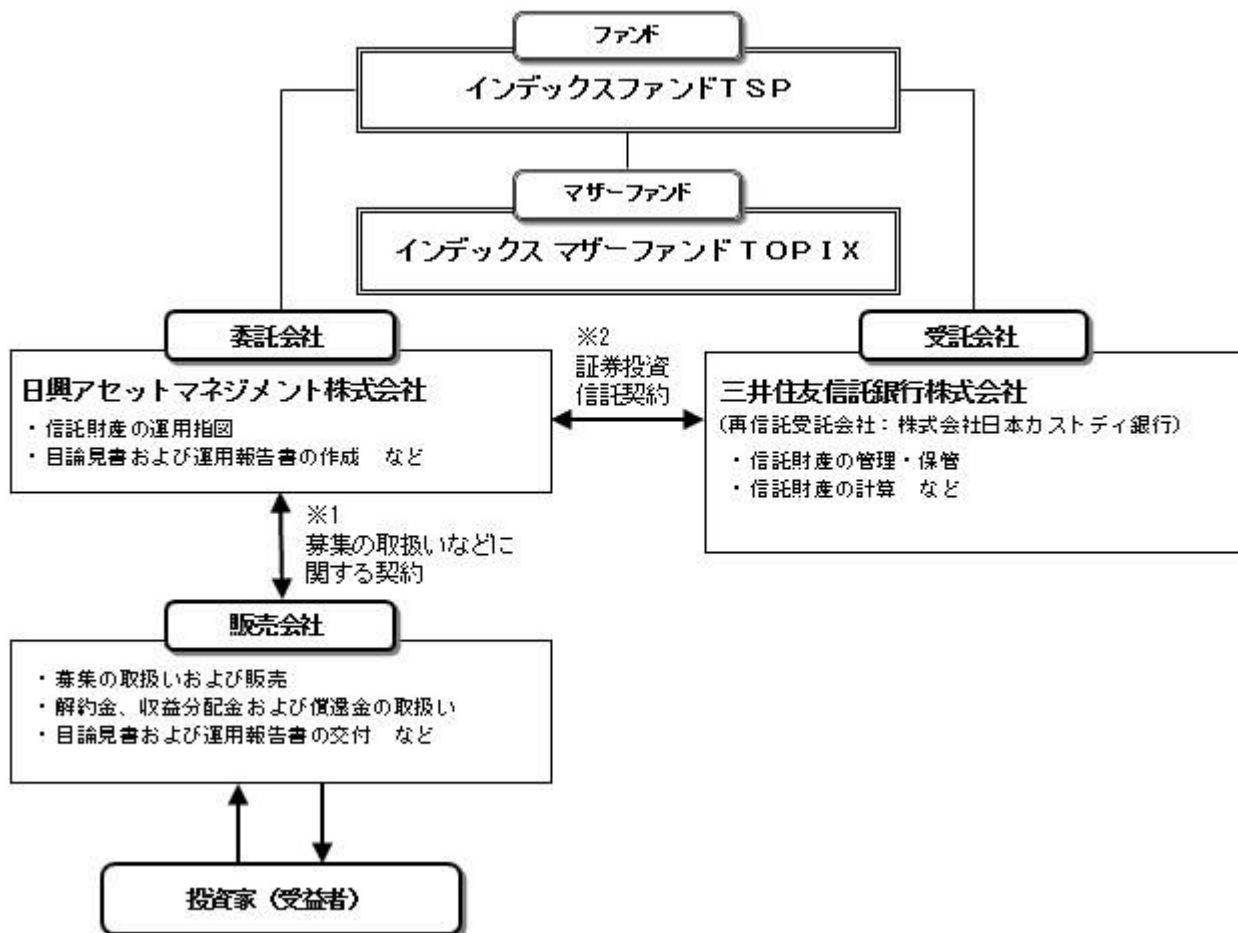 ファンド
インデックスファンドTSP
マザーファンド
インデックス マザーファンドTOPIX
委託会社
日興アセットマネジメント株式会社
・信託財産の運用指図
・目論見書および運用報告書の作成 など
※2
証券投資
信託契約
受託会社
三井住友信託銀行株式会社
(再信託受託会社：株式会社日本カストディ銀行)
・信託財産の管理・保管
・信託財産の計算 など
※1
募集の取扱いなどに
関する契約
販売会社
・募集の取扱いおよび販売
・解約金、収益分配金および償還金の取扱い
・目論見書および運用報告書の交付 など
投資家（受益者）